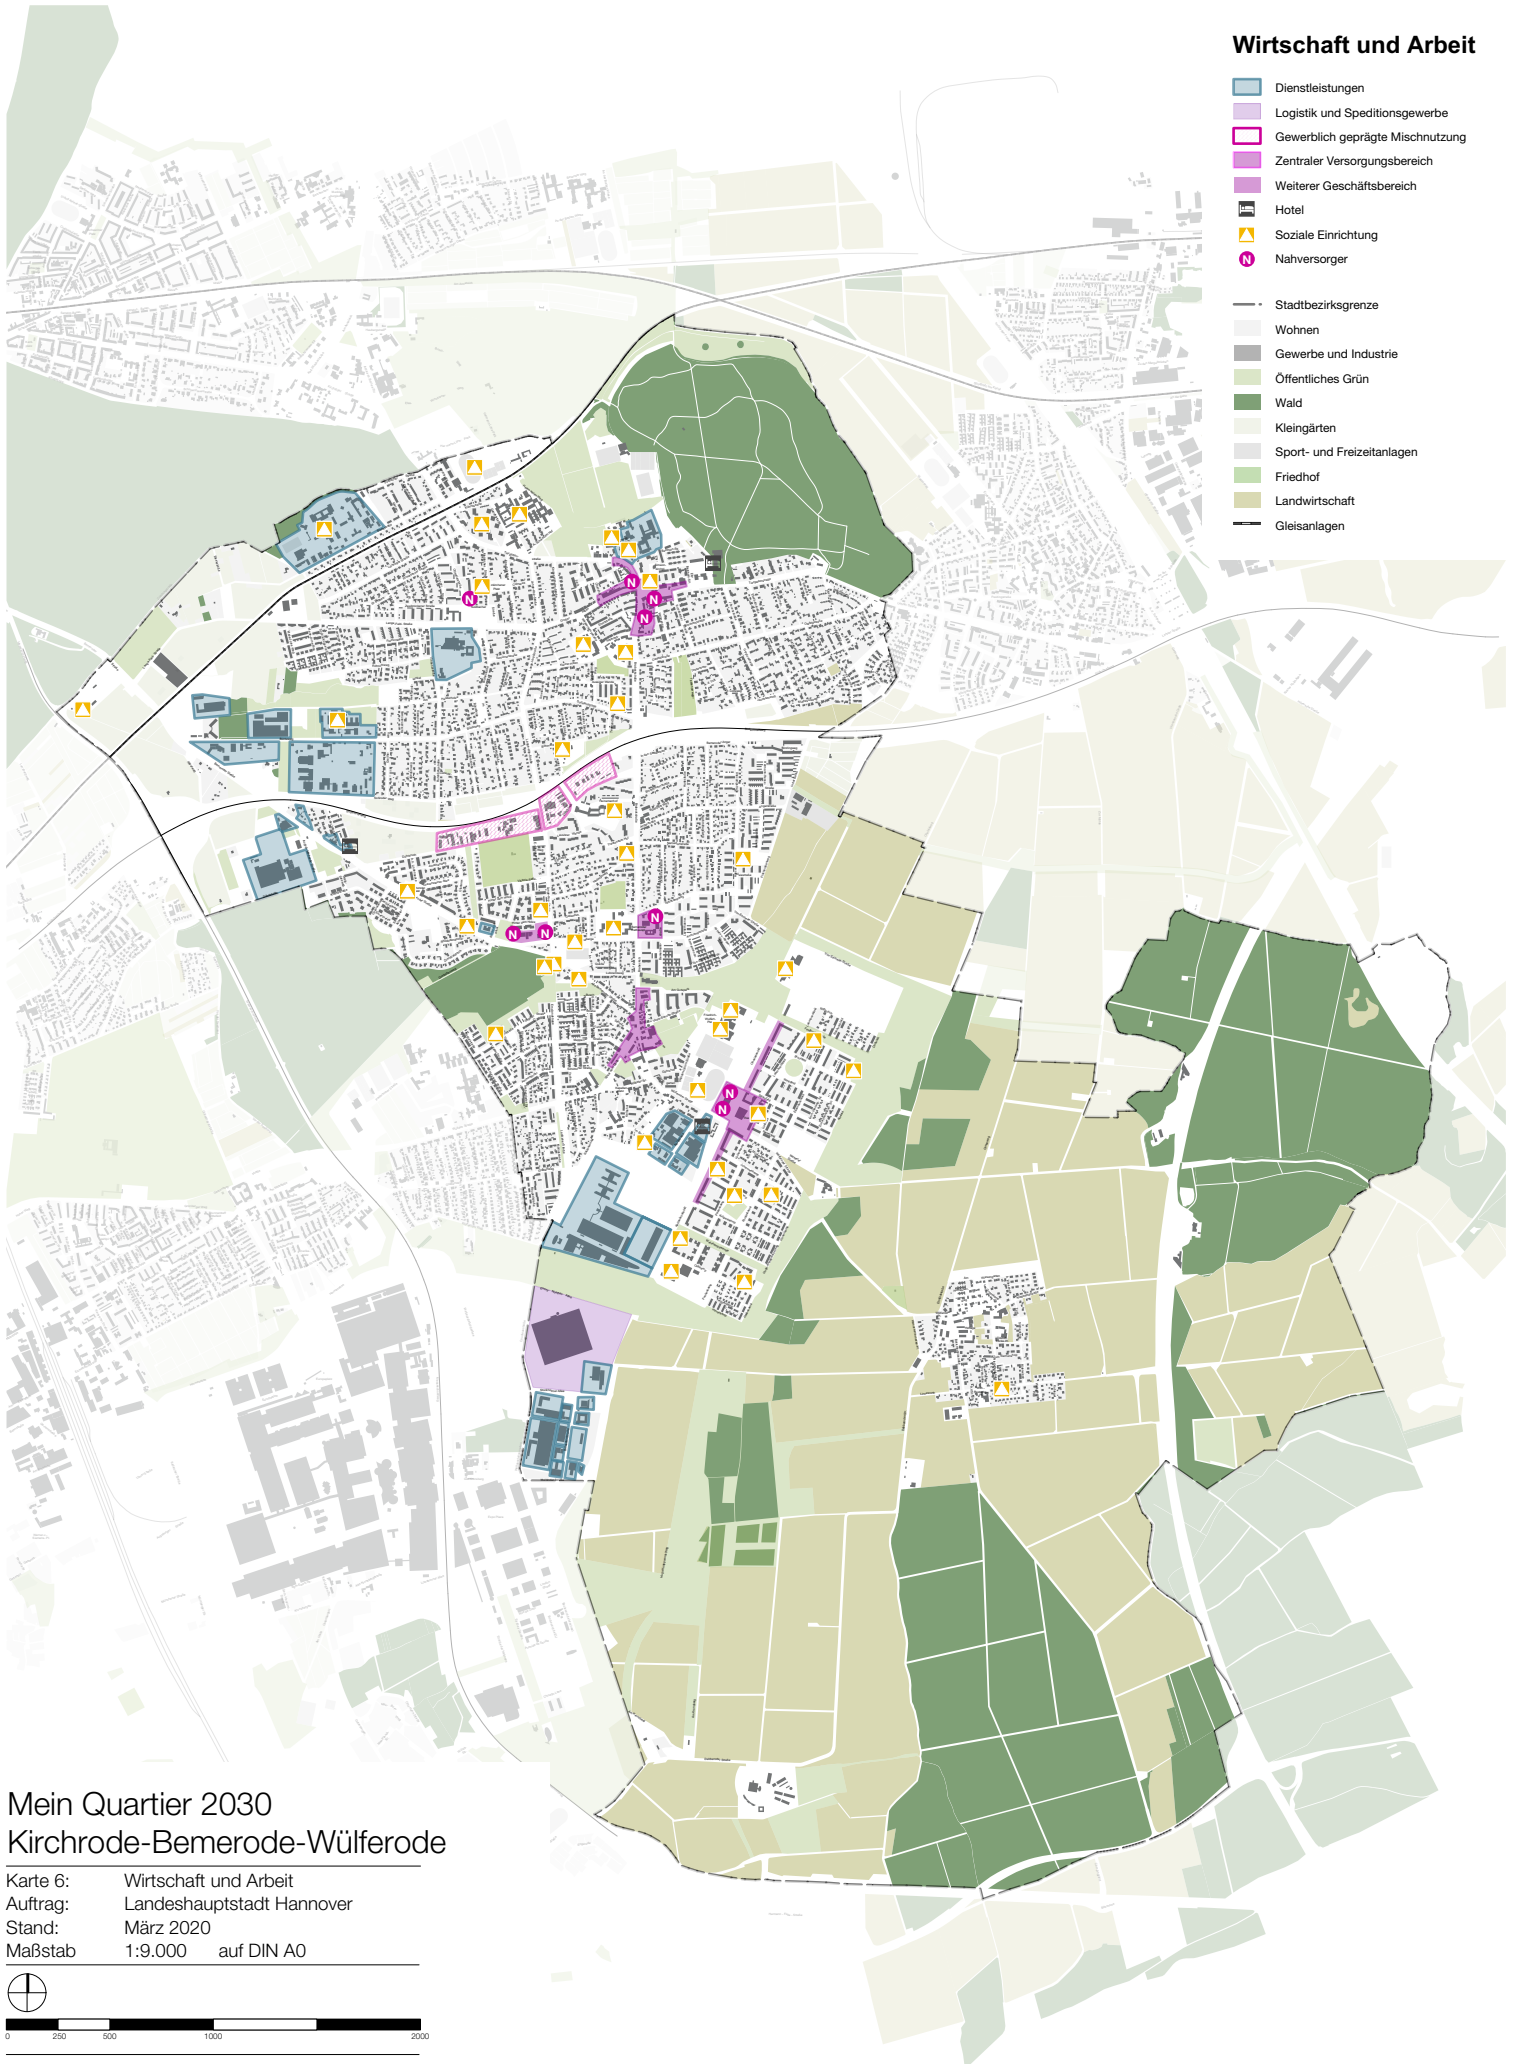 Wirtschaft und Arbeit
Dienstleistungen
Logistik und Speditionsgewerbe
Gewerblich geprägte Mischnutzung
Zentraler Versorgungsbereich
Weiterer Geschäftsbereich
Hotel
Soziale Einrichtung
N Nahversorger
Stadtbezirksgrenze
Wohnen
Gewerbe und Industrie
Öffentliches Grün
Wald
Kleingärten
Sport- und Freizeitanlagen
Friedhof
Landwirtschaft
Gleisanlagen
N
N
N
N
N
N
N
N
N
Mein Quartier 2030
Kirchrode-Bemerode-Wülferode
Karte 6: Wirtschaft und Arbeit
Auftrag: Landeshauptstadt Hannover
Stand: März 2020
Maßstab 1:9.000 auf DIN A0
0 250 500 1000 2000